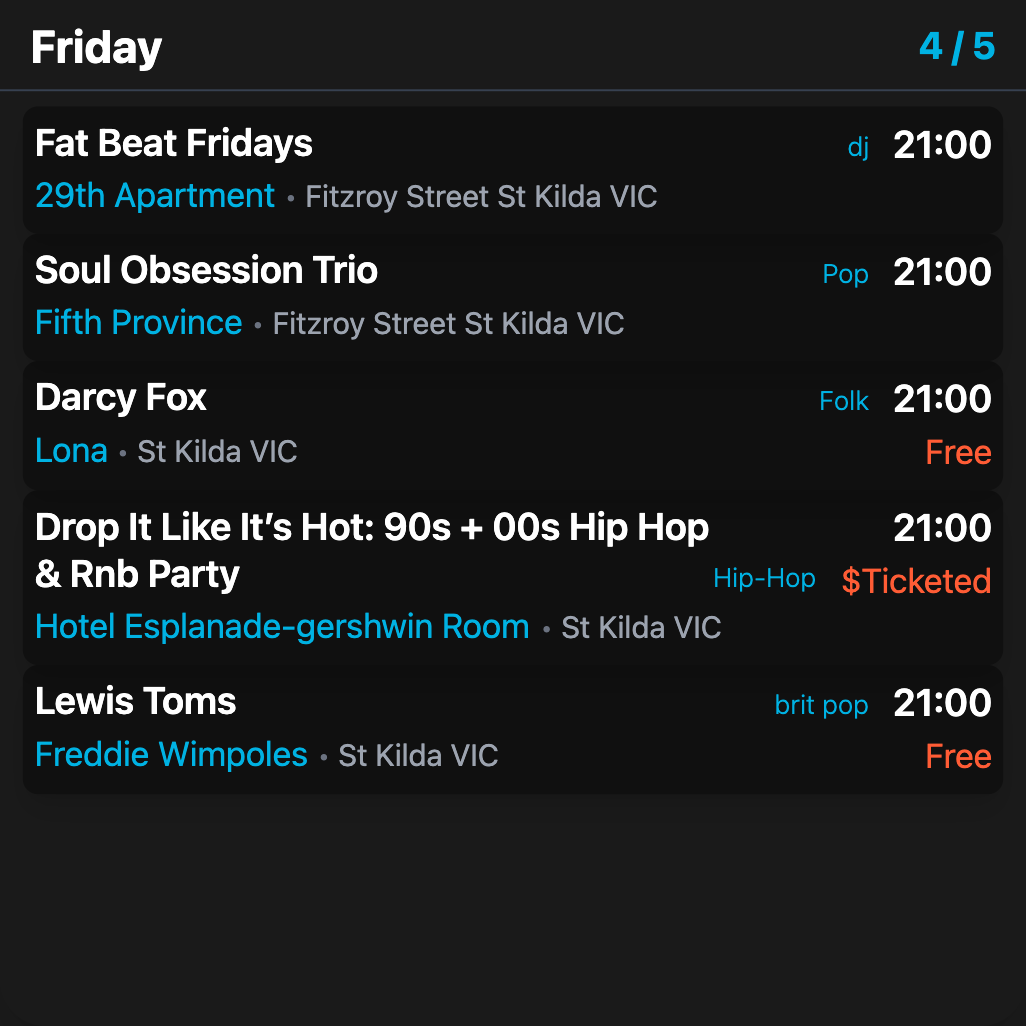 Friday 4 / 5
Fat Beat Fridays dj 21:00
29th Apartment • Fitzroy Street St Kilda VIC
Soul Obsession Trio Pop 21:00
Fifth Province • Fitzroy Street St Kilda VIC
Darcy Fox Folk 21:00
Lona • St Kilda VIC Free
Drop It Like It’s Hot: 90s + 00s Hip Hop 21:00
& Rnb Party Hip-Hop $Ticketed
Hotel Esplanade-gershwin Room • St Kilda VIC
Lewis Toms brit pop 21:00
Freddie Wimpoles • St Kilda VIC Free